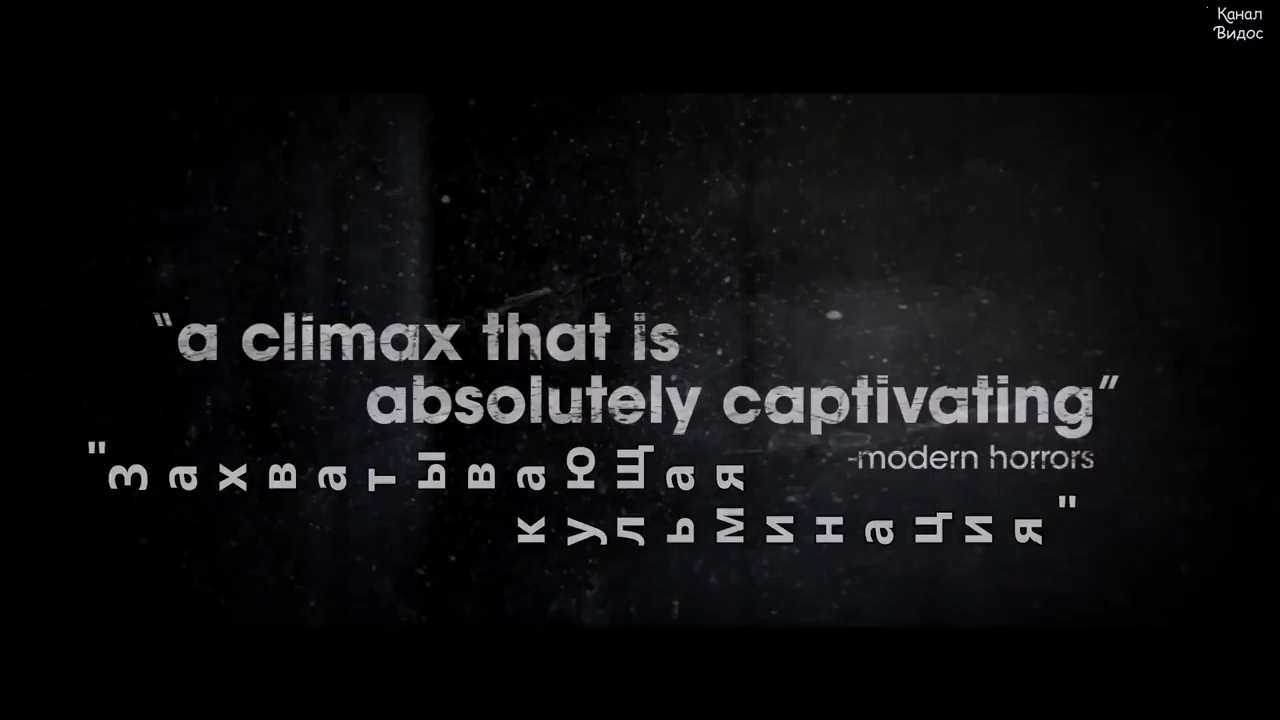 Канал
Видос
“a climax that is
absolutely captivating”
-modern horrors
"Захватывающая
кульминация"